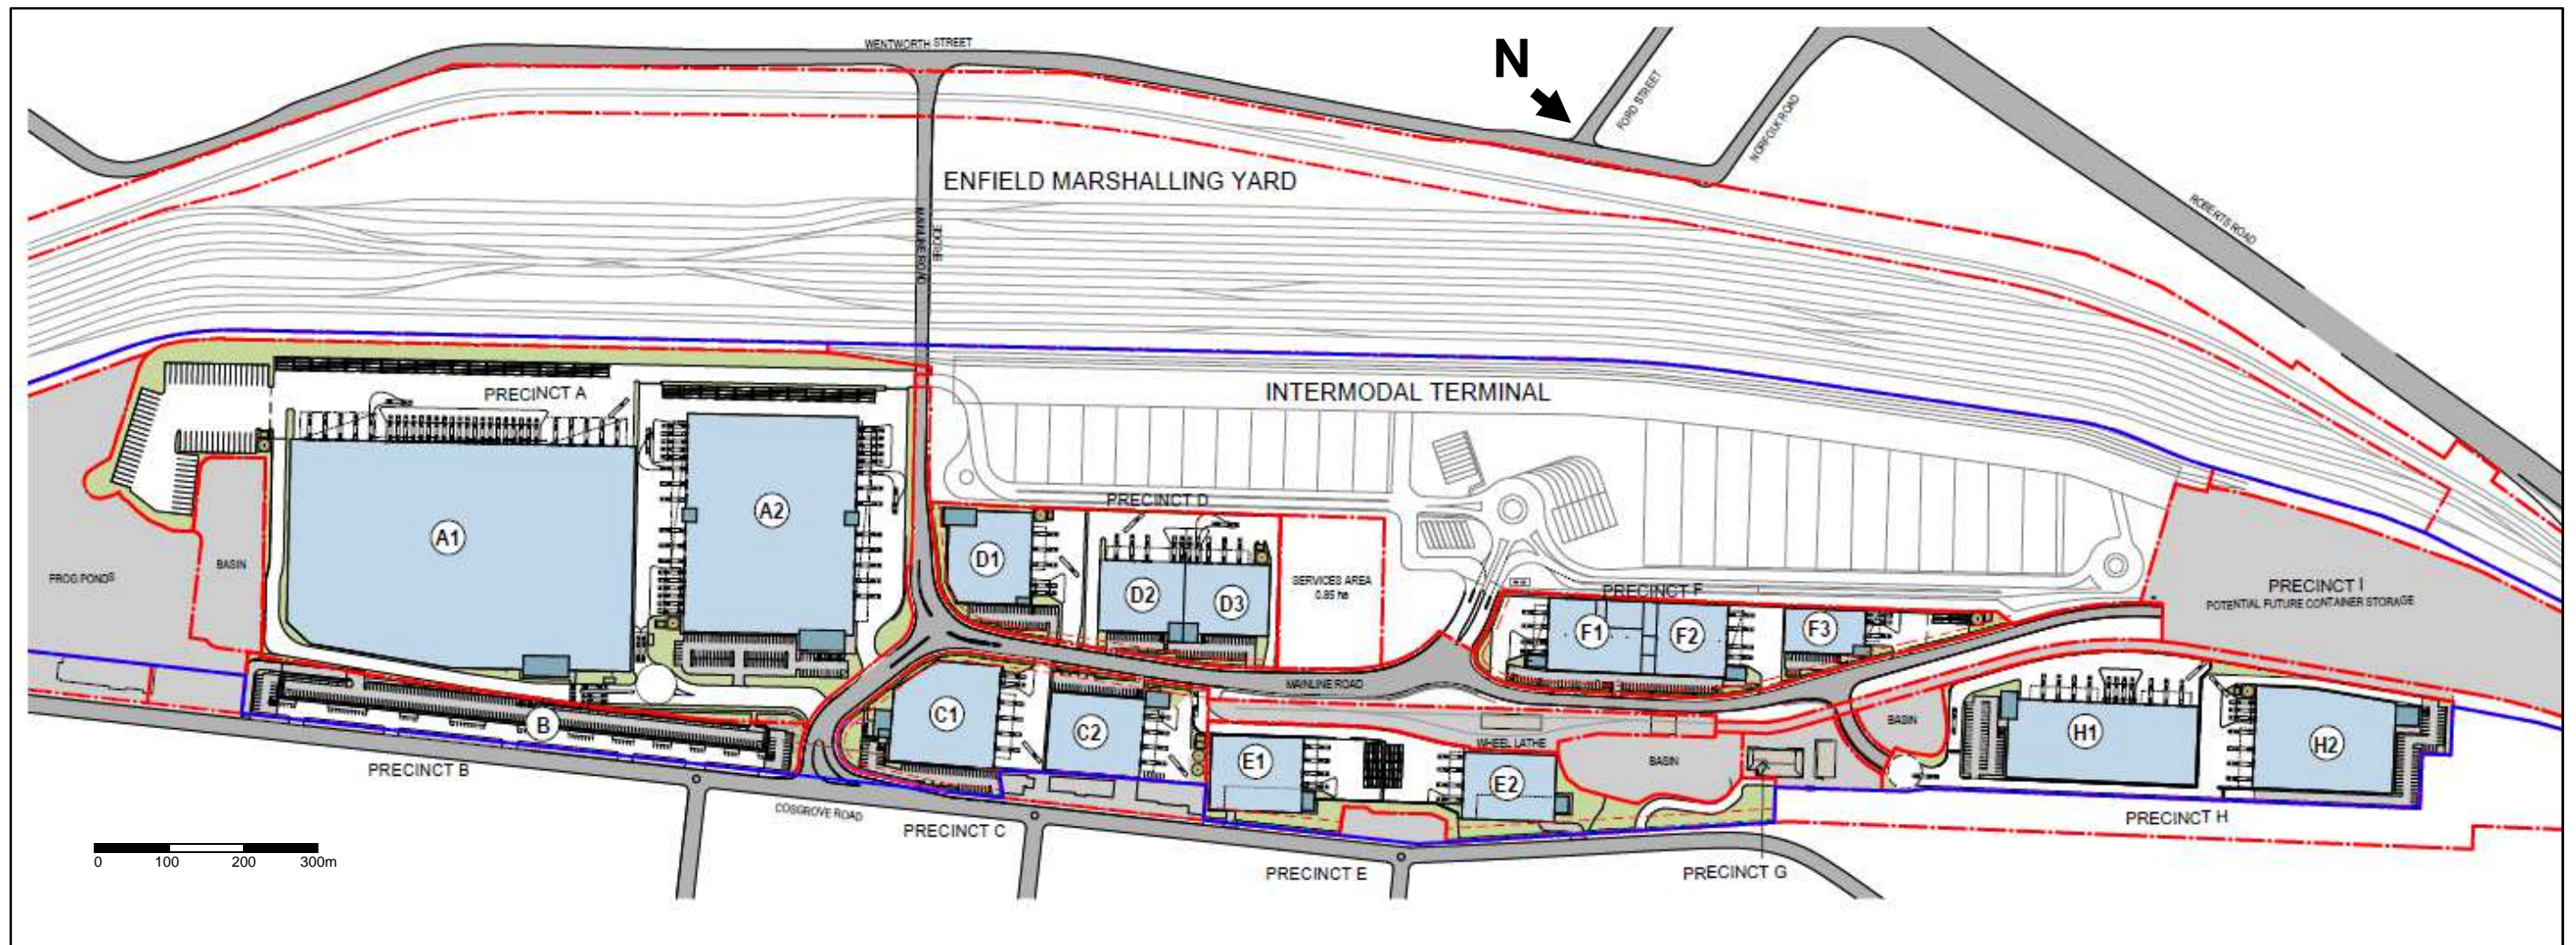 WENTWORTH STREET
N
FORD STREET
NORFOLK ROAD
ROBERTS ROAD
ENFIELD MARSHALLING YARD
BRIDGE
PRECINCT A
INTERMODAL TERMINAL
A1
A2
PRECINCT D
D1
D2
D3
SERVICES AREA
0.85 ha
BASIN
FROG PONDS
PRECINCT F
F1
F2
F3
PRECINCT I
POTENTIAL FUTURE CONTAINER STORAGE
MAINLINE ROAD
B
C1
C2
WHEEL LATHE
E1
E2
BASIN
BASIN
H1
H2
PRECINCT B
COSGROVE ROAD
PRECINCT C
PRECINCT E
PRECINCT G
PRECINCT H
0 100 200 300m